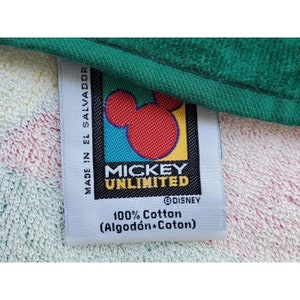 MADE IN EL SALVADOR
MICKEY
UNLIMITED
©DISNEY
100% Cotton
(Algodón•Coton)